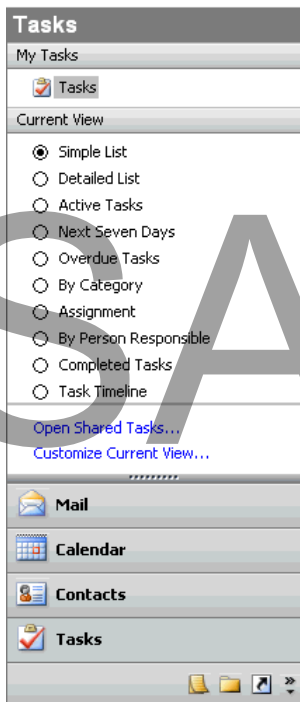 Tasks
My Tasks
Tasks
Current View
Simple List
Detailed List
Active Tasks
Next Seven Days
Overdue Tasks
By Category
Assignment
By Person Responsible
Completed Tasks
Task Timeline
SA
Open Shared Tasks...
Customize Current View...
Mail
Calendar
Contacts
Tasks